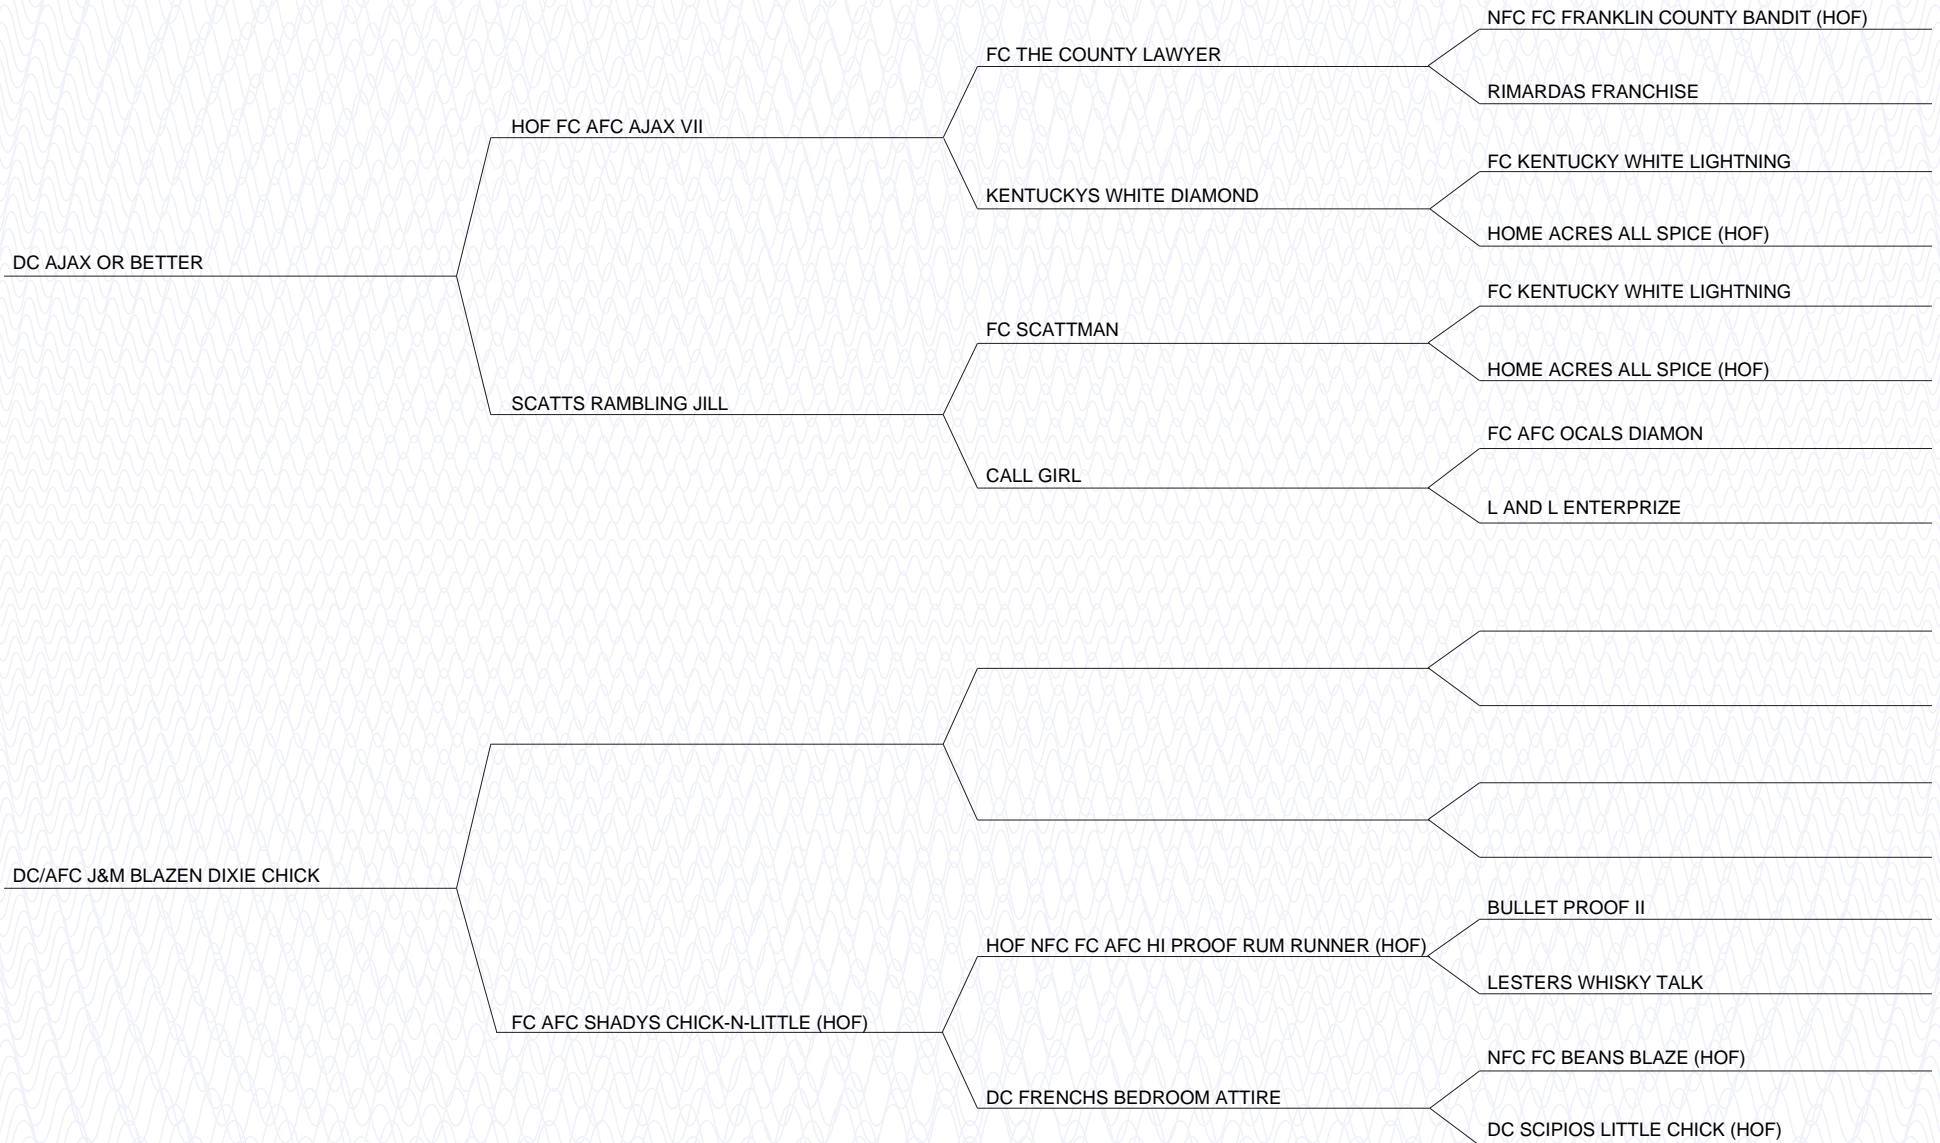 NFC FC FRANKLIN COUNTY BANDIT (HOF)
FC THE COUNTY LAWYER
RIMARDAS FRANCHISE
HOF FC AFC AJAX VII
FC KENTUCKY WHITE LIGHTNING
KENTUCKYS WHITE DIAMOND
HOME ACRES ALL SPICE (HOF)
DC AJAX OR BETTER
FC KENTUCKY WHITE LIGHTNING
FC SCATTMAN
HOME ACRES ALL SPICE (HOF)
SCATTS RAMBLING JILL
FC AFC OCALS DIAMON
CALL GIRL
L AND L ENTERPRIZE
DC/AFC J&M BLAZEN DIXIE CHICK
BULLET PROOF II
HOF NFC FC AFC HI PROOF RUM RUNNER (HOF)
LESTERS WHISKY TALK
FC AFC SHADYS CHICK-N-LITTLE (HOF)
NFC FC BEANS BLAZE (HOF)
DC FRENCHS BEDROOM ATTIRE
DC SCIPIOS LITTLE CHICK (HOF)